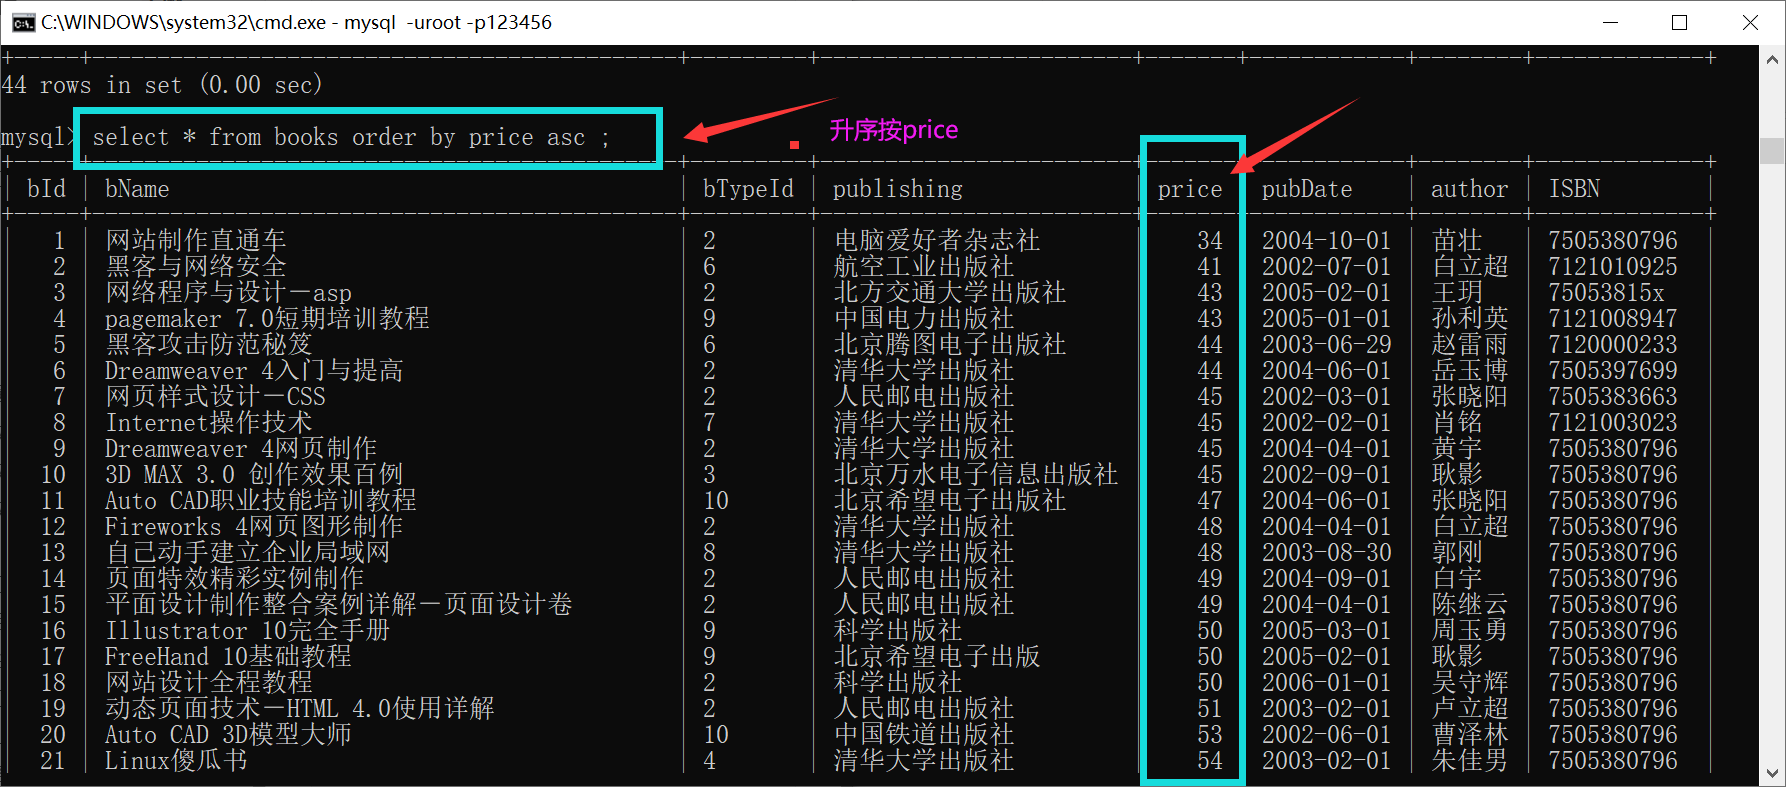 C:\WINDOWS\system32\cmd.exe - mysql  -uroot -p123456
44 rows in set (0.00 sec)
mysql> select * from books order by price asc ;
升序按price
| bId | bName | bTypeId | publishing | price | pubDate | author | ISBN |
| 1 | 网站制作直通车 | 2 | 电脑爱好者杂志社 | 34 | 2004-10-01 | 苗壮 | 7505380796 |
| 2 | 黑客与网络安全 | 6 | 航空工业出版社 | 41 | 2002-07-01 | 白立超 | 7121010925 |
| 3 | 网络程序与设计－asp | 2 | 北方交通大学出版社 | 43 | 2005-02-01 | 王玥 | 75053815x |
| 4 | pagemaker 7.0短期培训教程 | 9 | 中国电力出版社 | 43 | 2005-01-01 | 孙利英 | 7121008947 |
| 5 | 黑客攻击防范秘笈 | 6 | 北京腾图电子出版社 | 44 | 2003-06-29 | 赵雷雨 | 7120000233 |
| 6 | Dreamweaver 4入门与提高 | 2 | 清华大学出版社 | 44 | 2004-06-01 | 岳玉博 | 7505397699 |
| 7 | 网页样式设计－CSS | 2 | 人民邮电出版社 | 45 | 2002-03-01 | 张晓阳 | 7505383663 |
| 8 | Internet操作技术 | 7 | 清华大学出版社 | 45 | 2002-02-01 | 肖铭 | 7121003023 |
| 9 | Dreamweaver 4网页制作 | 2 | 清华大学出版社 | 45 | 2004-04-01 | 黄宇 | 7505380796 |
| 10 | 3D MAX 3.0 创作效果百例 | 3 | 北京万水电子信息出版社 | 45 | 2002-09-01 | 耿影 | 7505380796 |
| 11 | Auto CAD职业技能培训教程 | 10 | 北京希望电子出版社 | 47 | 2004-06-01 | 张晓阳 | 7505380796 |
| 12 | Fireworks 4网页图形制作 | 2 | 清华大学出版社 | 48 | 2004-04-01 | 白立超 | 7505380796 |
| 13 | 自己动手建立企业局域网 | 8 | 清华大学出版社 | 48 | 2003-08-30 | 郭刚 | 7505380796 |
| 14 | 页面特效精彩实例制作 | 2 | 人民邮电出版社 | 49 | 2004-09-01 | 白宇 | 7505380796 |
| 15 | 平面设计制作整合案例详解－页面设计卷 | 2 | 人民邮电出版社 | 49 | 2004-04-01 | 陈继云 | 7505380796 |
| 16 | Illustrator 10完全手册 | 9 | 科学出版社 | 50 | 2005-03-01 | 周玉勇 | 7505380796 |
| 17 | FreeHand 10基础教程 | 9 | 北京希望电子出版 | 50 | 2005-02-01 | 耿影 | 7505380796 |
| 18 | 网站设计全程教程 | 2 | 科学出版社 | 50 | 2006-01-01 | 吴守辉 | 7505380796 |
| 19 | 动态页面技术－HTML 4.0使用详解 | 2 | 人民邮电出版社 | 51 | 2003-02-01 | 卢立超 | 7505380796 |
| 20 | Auto CAD 3D模型大师 | 10 | 中国铁道出版社 | 53 | 2002-06-01 | 曹泽林 | 7505380796 |
| 21 | Linux傻瓜书 | 4 | 清华大学出版社 | 54 | 2003-02-01 | 朱佳男 | 7505380796 |